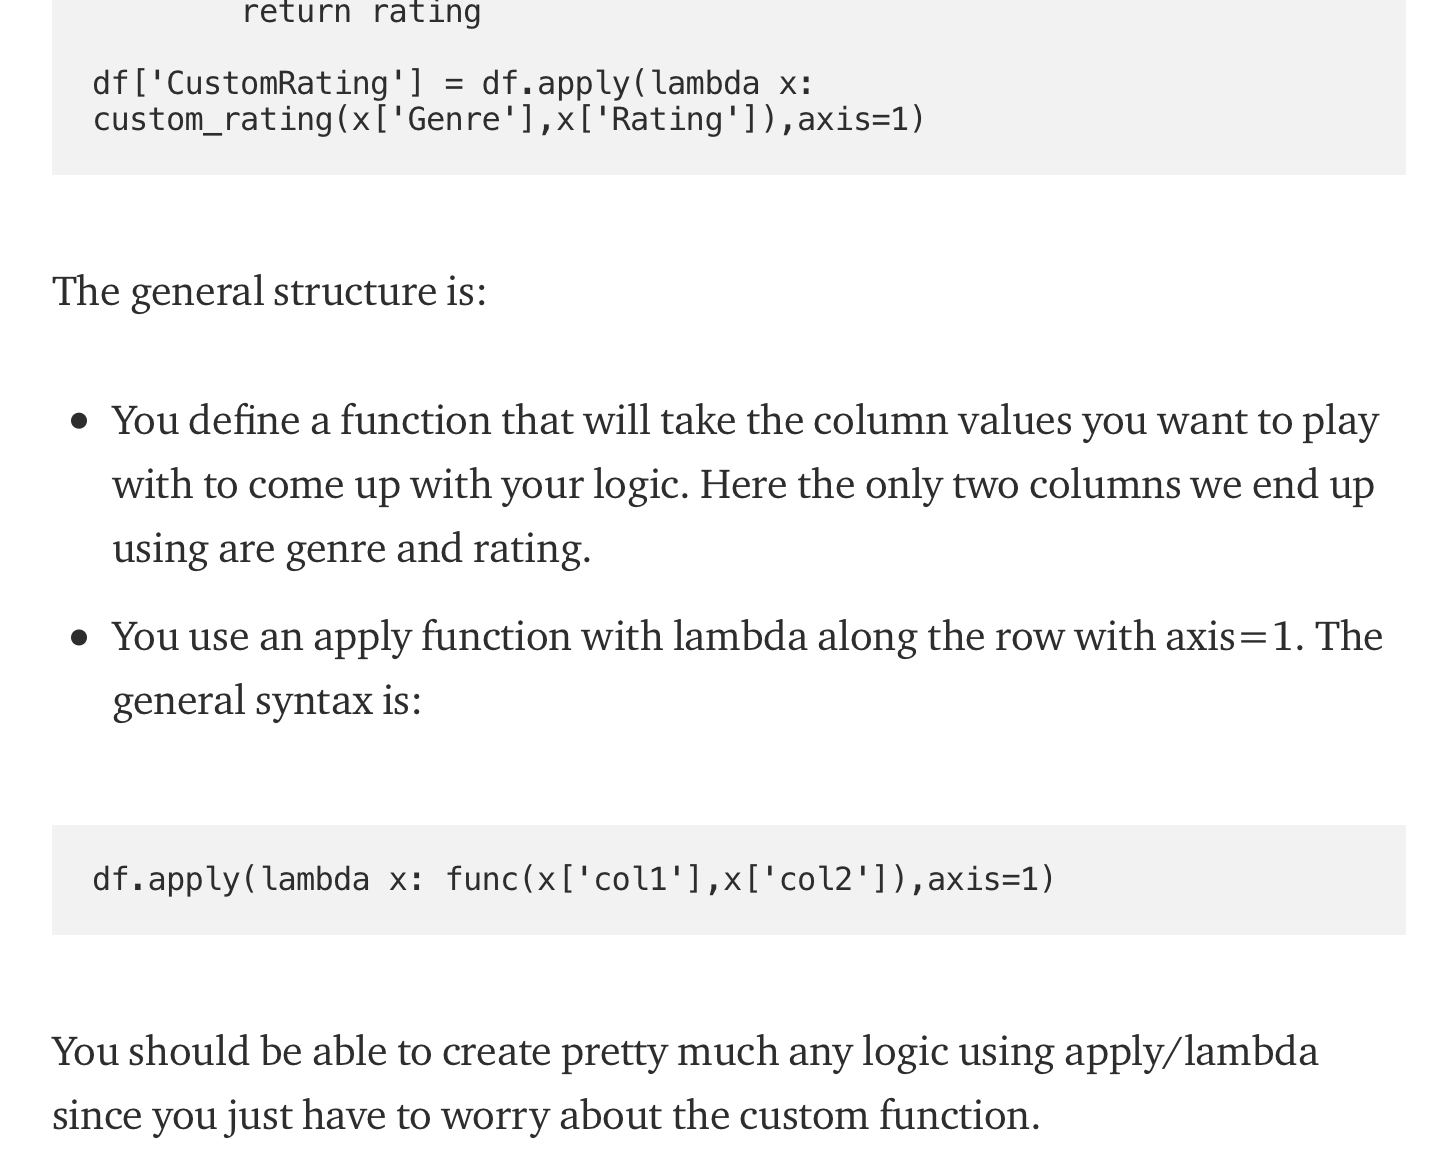 return rating
df['CustomRating'] = df.apply(lambda x:
custom_rating(x['Genre'],x['Rating']),axis=1)
The general structure is:
• You define a function that will take the column values you want to play
with to come up with your logic. Here the only two columns we end up
using are genre and rating.
• You use an apply function with lambda along the row with axis=1. The
general syntax is:
df.apply(lambda x: func(x['col1'],x['col2']),axis=1)
You should be able to create pretty much any logic using apply/lambda
since you just have to worry about the custom function.